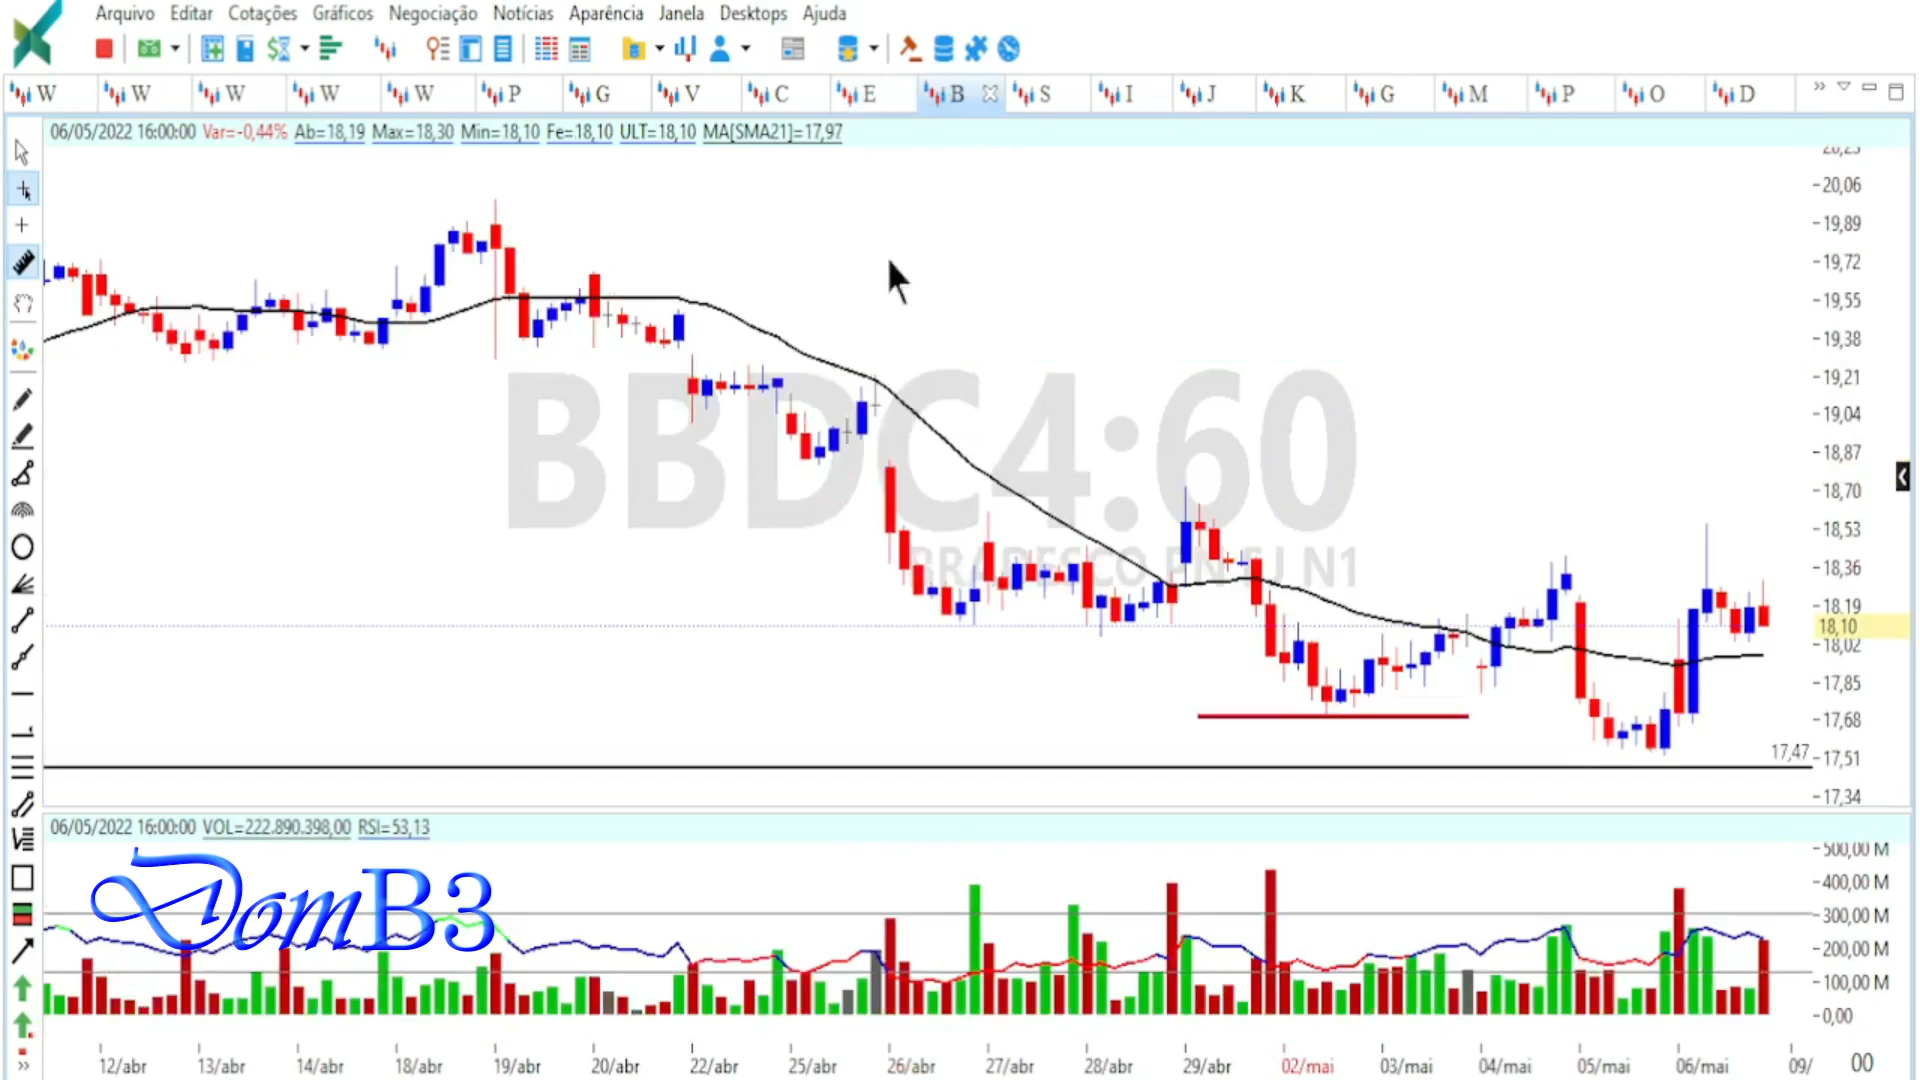 Arquivo Editar Cotações Gráficos Negociação Notícias Aparência Janela Desktops Ajuda
W W W W W P G V C E B S I J K G M P O D
06/05/2022 16:00:00 Var=-0,44% Ab=18,19 Max=18,30 Min=18,10 Fe=18,10 ULT=18,10 MA[SMA21]=17,97
20,23
20,06
19,89
19,72
19,55
19,38
19,21
19,04
18,87
18,70
18,53
18,36
18,19
18,10
18,02
17,85
17,68
17,51
17,34
BBDC4:60
BRADESCO PN EJ N1
17,47
06/05/2022 16:00:00 VOL=222.890.398,00 RSI=53,13
DomB3
500,00 M
400,00 M
300,00 M
200,00 M
100,00 M
0,00
12/abr 13/abr 14/abr 18/abr 19/abr 20/abr 22/abr 25/abr 26/abr 27/abr 28/abr 29/abr 02/mai 03/mai 04/mai 05/mai 06/mai 09/ 00